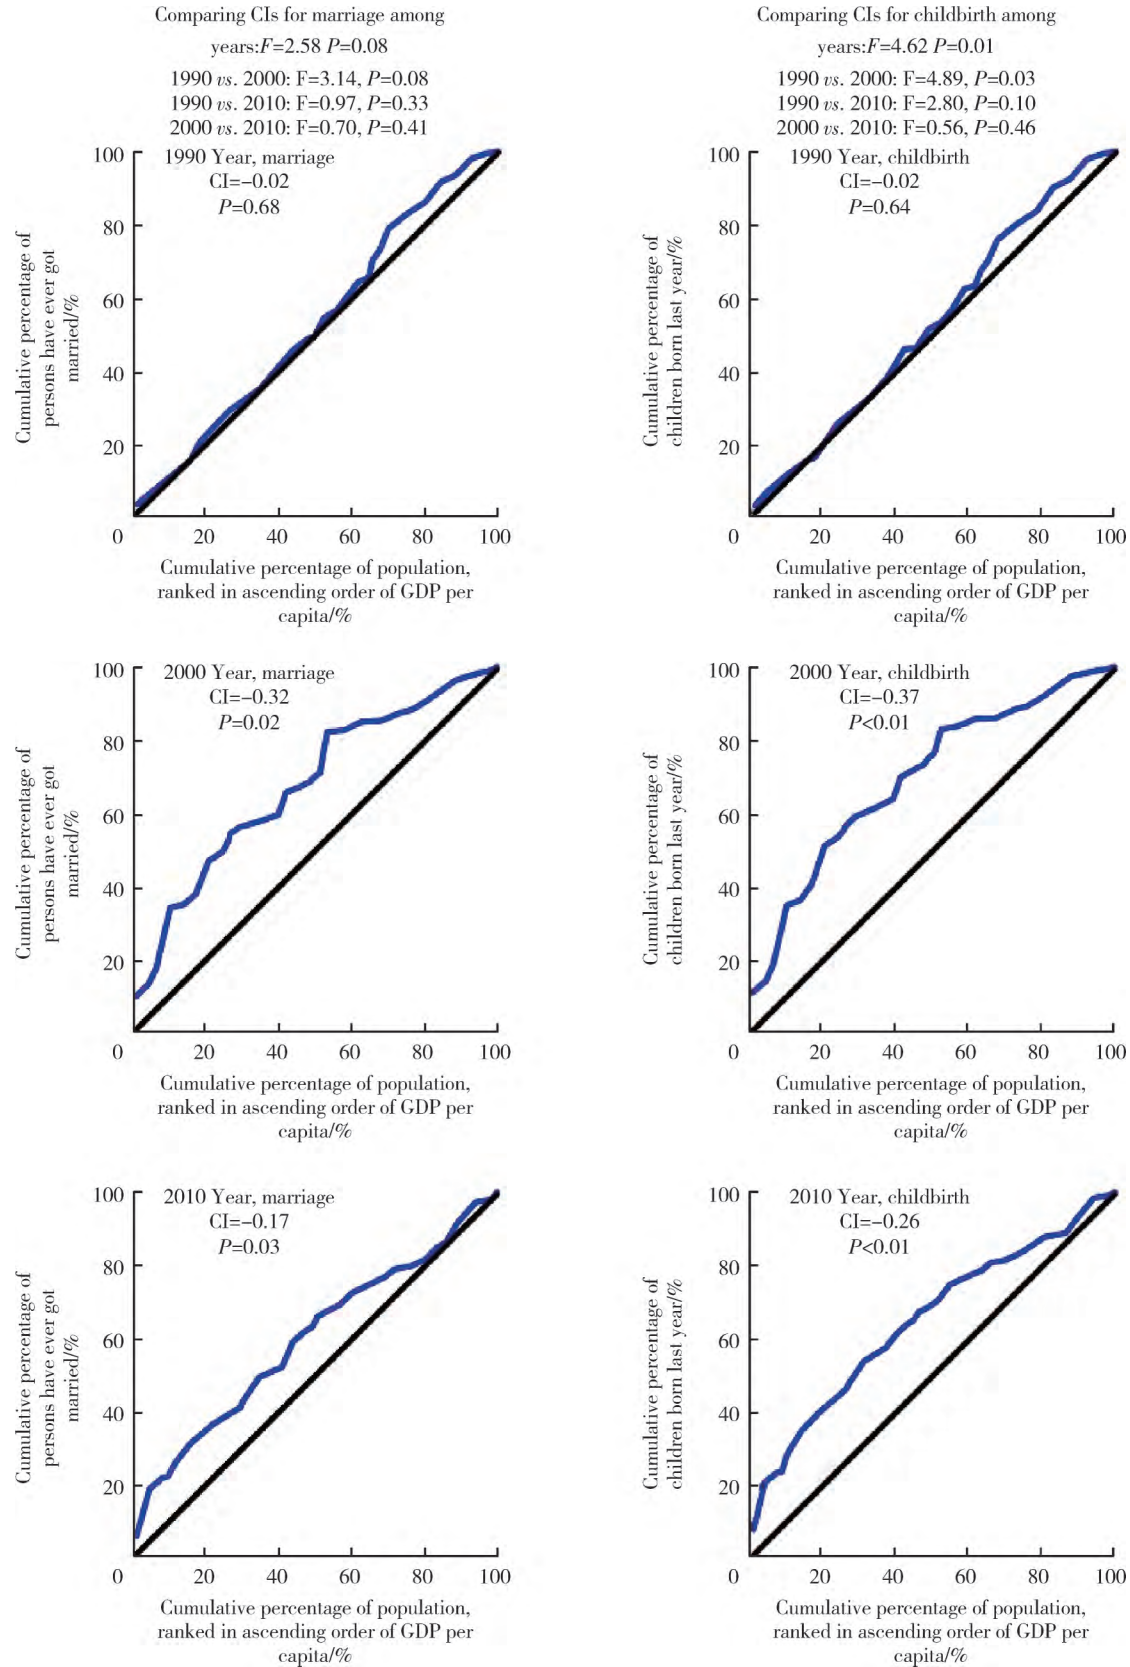 Comparing CIs for marriage among
years:F=2.58 P=0.08
1990 vs. 2000: F=3.14, P=0.08
1990 vs. 2010: F=0.97, P=0.33
2000 vs. 2010: F=0.70, P=0.41
1990 Year, marriage
CI=−0.02
P=0.68
100
80
60
40
20
0
20
40
60
80
100
Cumulative percentage of
persons have ever got
married/%
Cumulative percentage of population,
ranked in ascending order of GDP per
capita/%
Comparing CIs for childbirth among
years:F=4.62 P=0.01
1990 vs. 2000: F=4.89, P=0.03
1990 vs. 2010: F=2.80, P=0.10
2000 vs. 2010: F=0.56, P=0.46
1990 Year, childbirth
CI=−0.02
P=0.64
100
80
60
40
20
0
20
40
60
80
100
Cumulative percentage of
children born last year/%
Cumulative percentage of population,
ranked in ascending order of GDP per
capita/%
2000 Year, marriage
CI=−0.32
P=0.02
100
80
60
40
20
0
20
40
60
80
100
Cumulative percentage of
persons have ever got
married/%
Cumulative percentage of population,
ranked in ascending order of GDP per
capita/%
2000 Year, childbirth
CI=−0.37
P<0.01
100
80
60
40
20
0
20
40
60
80
100
Cumulative percentage of
children born last year/%
Cumulative percentage of population,
ranked in ascending order of GDP per
capita/%
2010 Year, marriage
CI=−0.17
P=0.03
100
80
60
40
20
0
20
40
60
80
100
Cumulative percentage of
persons have ever got
married/%
Cumulative percentage of population,
ranked in ascending order of GDP per
capita/%
2010 Year, childbirth
CI=−0.26
P<0.01
100
80
60
40
20
0
20
40
60
80
100
Cumulative percentage of
children born last year/%
Cumulative percentage of population,
ranked in ascending order of GDP per
capita/%